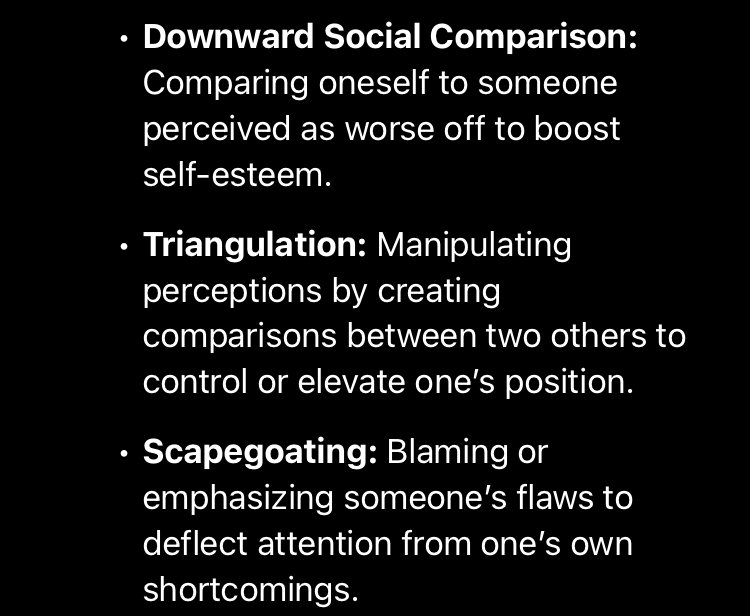 • Downward Social Comparison:
Comparing oneself to someone
perceived as worse off to boost
self-esteem.
• Triangulation: Manipulating
perceptions by creating
comparisons between two others to
control or elevate one’s position.
• Scapegoating: Blaming or
emphasizing someone’s flaws to
deflect attention from one’s own
shortcomings.